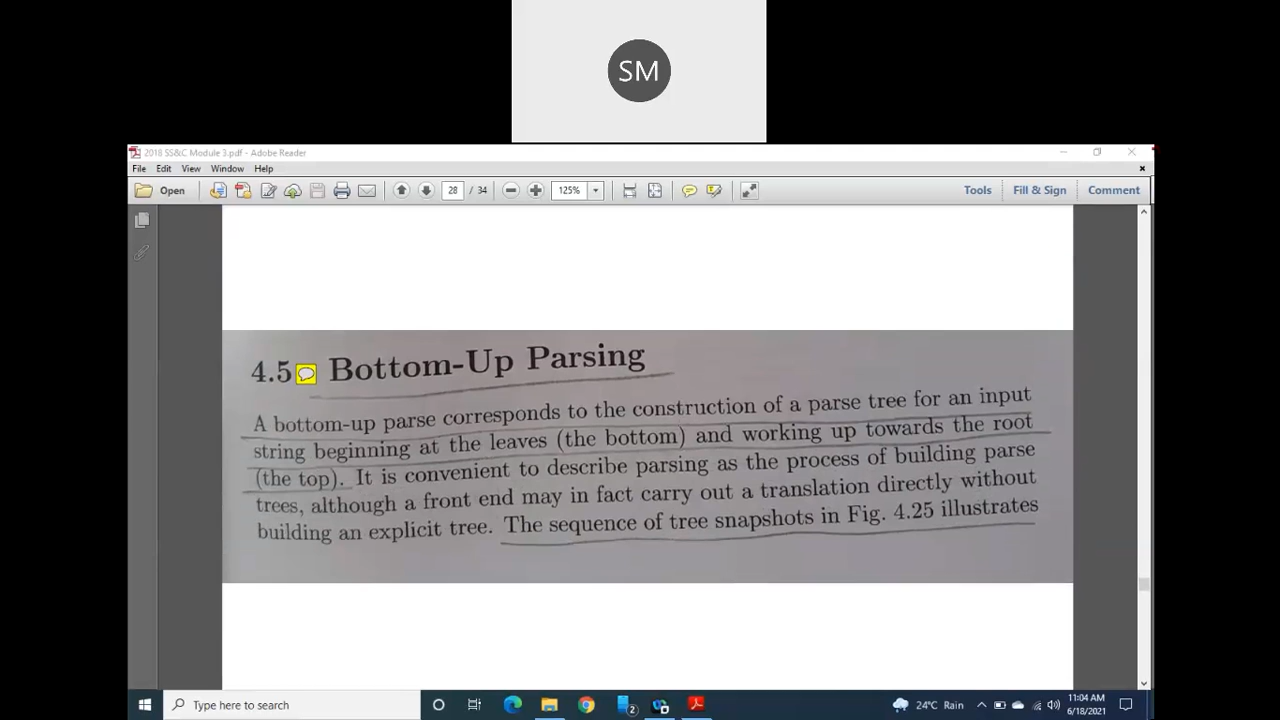 SM
2018 SS&C Module 3.pdf - Adobe Reader
File Edit View Window Help
Open 28 / 34 125% Tools Fill & Sign Comment
4.5 Bottom-Up Parsing
A bottom-up parse corresponds to the construction of a parse tree for an input
string beginning at the leaves (the bottom) and working up towards the root
(the top). It is convenient to describe parsing as the process of building parse
trees, although a front end may in fact carry out a translation directly without
building an explicit tree. The sequence of tree snapshots in Fig. 4.25 illustrates
Type here to search 2 24°C Rain 11:04 AM
6/18/2021